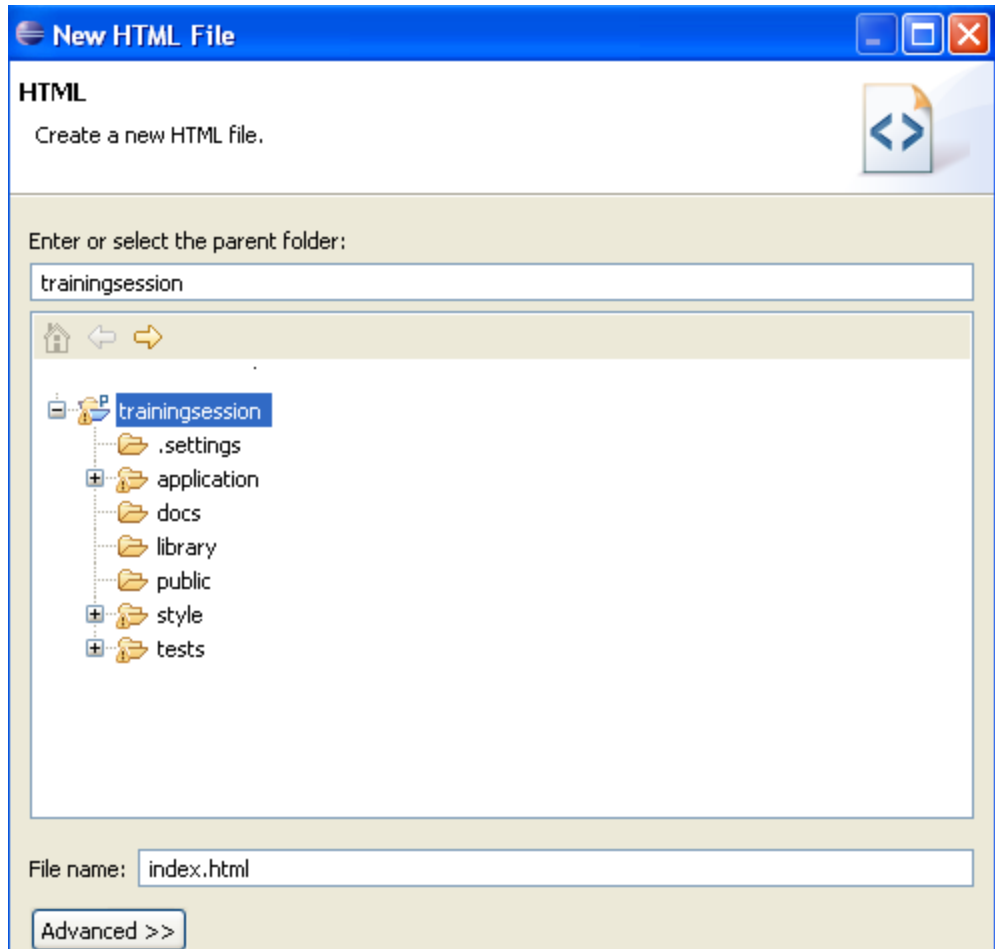 New HTML File
HTML
Create a new HTML file.
Enter or select the parent folder:
trainingsession
trainingsession
.settings
application
docs
library
public
style
tests
File name: index.html
Advanced >>